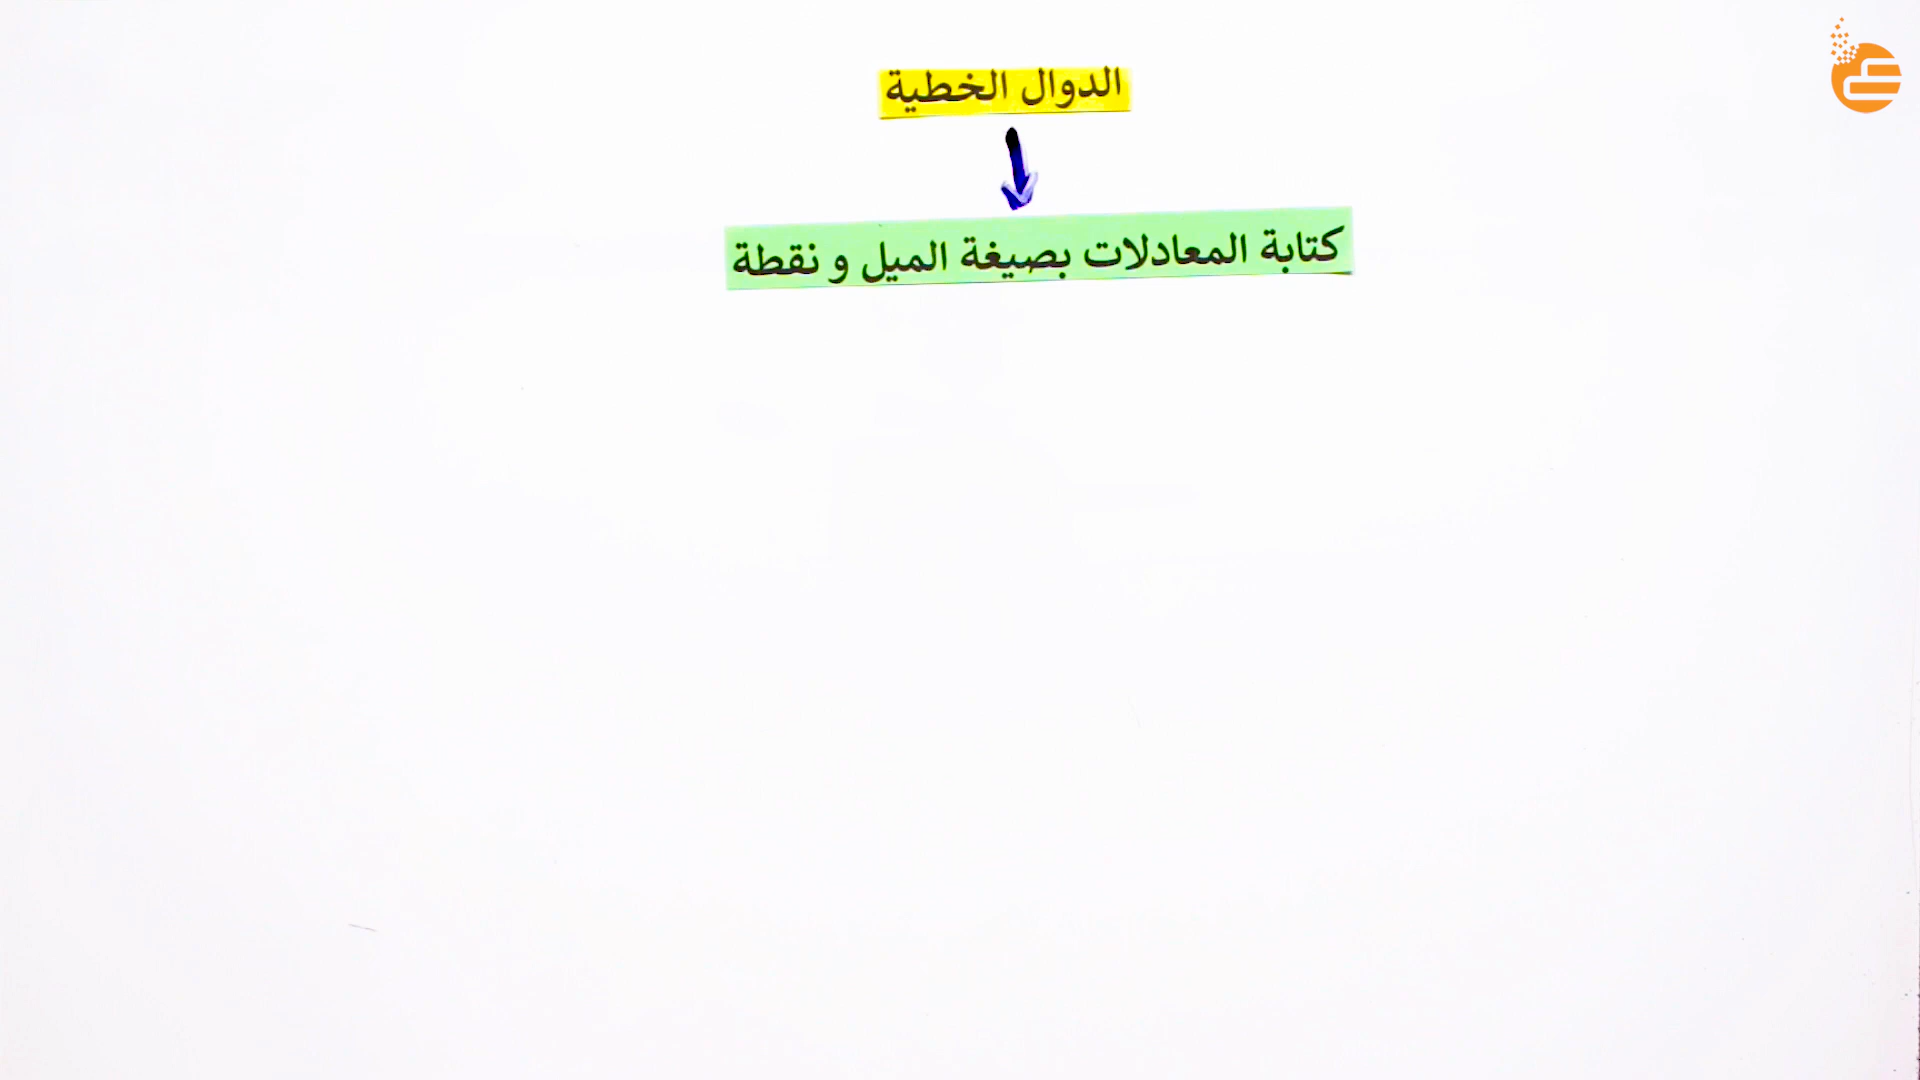 الدوال الخطية
كتابة المعادلات بصيغة الميل و نقطة